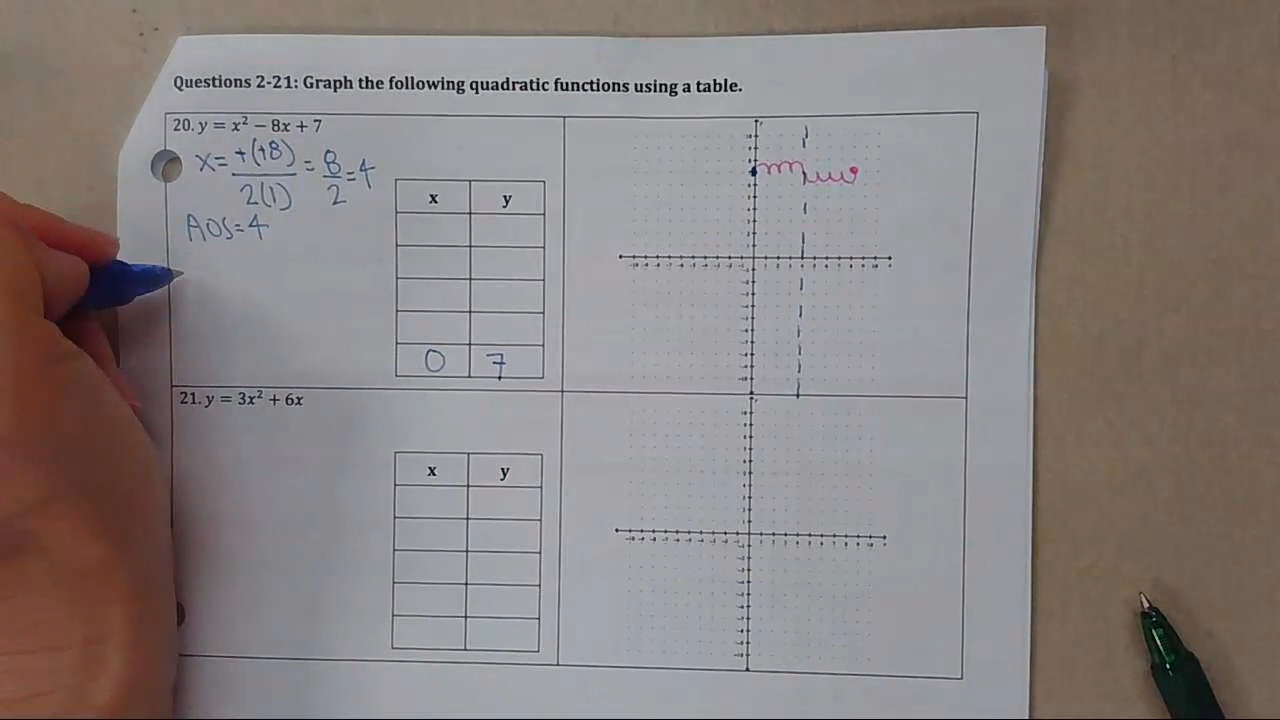 Questions 2-21: Graph the following quadratic functions using a table.
20. y = x² − 8x + 7
x = +(+8) / 2(1) = 8/2 = 4
AOS = 4
x y
0 7
21. y = 3x² + 6x
x y